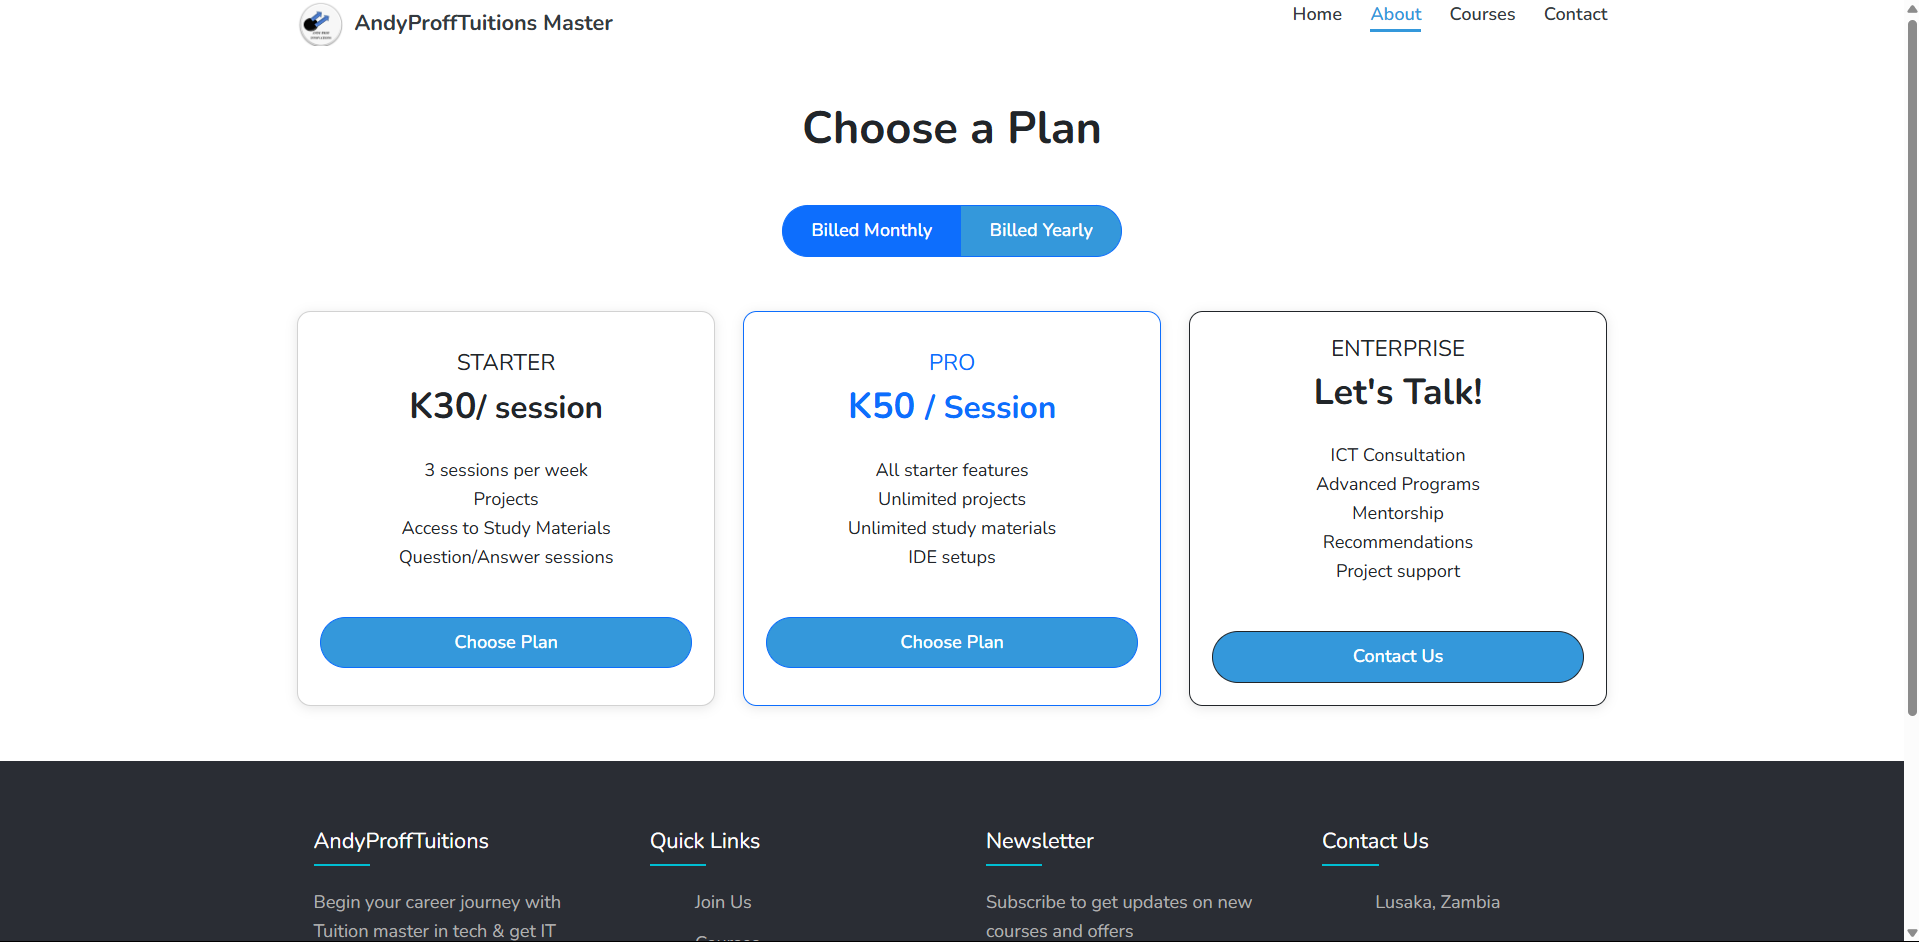 AndyProffTuitions Master
Home
About
Courses
Contact
Choose a Plan
Billed Monthly
Billed Yearly
STARTER
K30/ session
3 sessions per week
Projects
Access to Study Materials
Question/Answer sessions
Choose Plan
PRO
K50 / Session
All starter features
Unlimited projects
Unlimited study materials
IDE setups
Choose Plan
ENTERPRISE
Let's Talk!
ICT Consultation
Advanced Programs
Mentorship
Recommendations
Project support
Contact Us
AndyProffTuitions
Begin your career journey with
Tuition master in tech & get IT
Quick Links
Join Us
Courses
Newsletter
Subscribe to get updates on new
courses and offers
Contact Us
Lusaka, Zambia